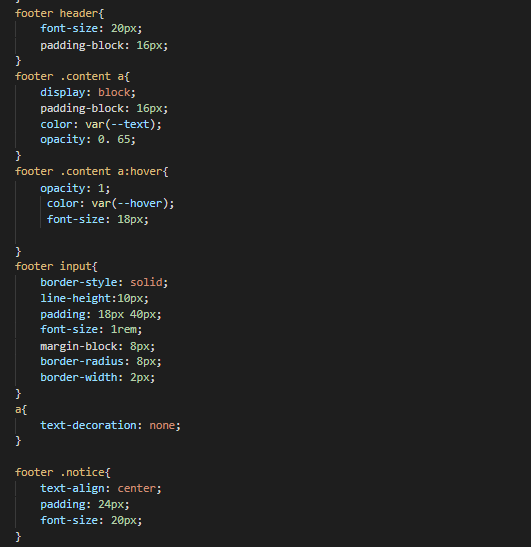 }
footer header{
    font-size: 20px;
    padding-block: 16px;
}
footer .content a{
    display: block;
    padding-block: 16px;
    color: var(--text);
    opacity: 0. 65;
}
footer .content a:hover{
    opacity: 1;
     color: var(--hover);
     font-size: 18px;

}
footer input{
    border-style: solid;
    line-height:10px;
    padding: 18px 40px;
    font-size: 1rem;
    margin-block: 8px;
    border-radius: 8px;
    border-width: 2px;
}
a{
    text-decoration: none;
}

footer .notice{
    text-align: center;
    padding: 24px;
    font-size: 20px;
}